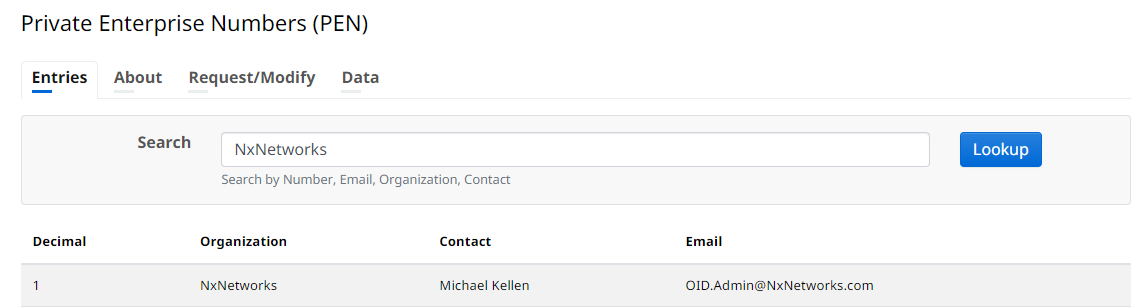 Private Enterprise Numbers (PEN)
Entries About Request/Modify Data
Search NxNetworks Lookup
Search by Number, Email, Organization, Contact
Decimal Organization Contact Email
1 NxNetworks Michael Kellen OID.Admin@NxNetworks.com